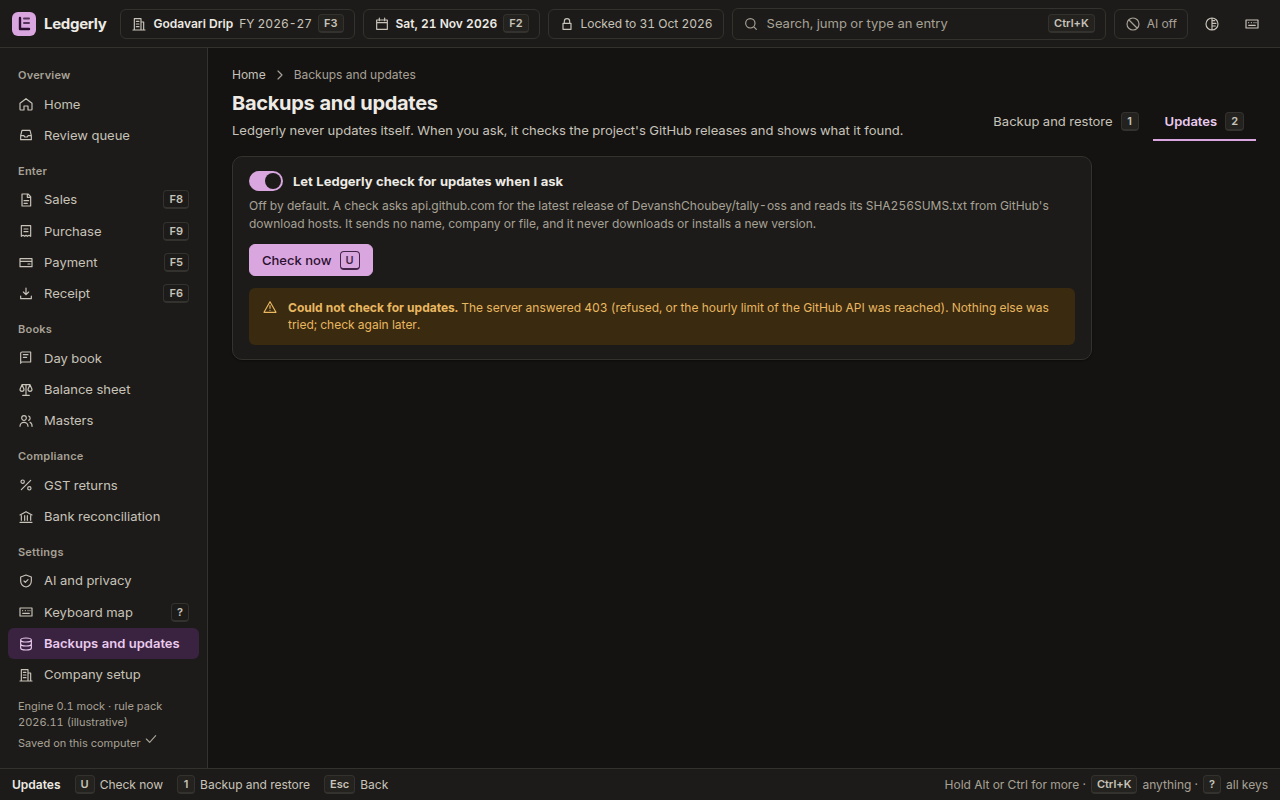 Ledgerly
Godavari Drip FY 2026-27 F3
Sat, 21 Nov 2026 F2
Locked to 31 Oct 2026
Search, jump or type an entry Ctrl+K
AI off
Overview
Home
Review queue
Enter
Sales F8
Purchase F9
Payment F5
Receipt F6
Books
Day book
Balance sheet
Masters
Compliance
GST returns
Bank reconciliation
Settings
AI and privacy
Keyboard map ?
Backups and updates
Company setup
Engine 0.1 mock · rule pack
2026.11 (illustrative)
Saved on this computer
Home Backups and updates
Backups and updates
Ledgerly never updates itself. When you ask, it checks the project's GitHub releases and shows what it found.
Backup and restore 1
Updates 2
Let Ledgerly check for updates when I ask
Off by default. A check asks api.github.com for the latest release of DevanshChoubey/tally-oss and reads its SHA256SUMS.txt from GitHub's
download hosts. It sends no name, company or file, and it never downloads or installs a new version.
Check now U
Could not check for updates. The server answered 403 (refused, or the hourly limit of the GitHub API was reached). Nothing else was
tried; check again later.
Updates U Check now 1 Backup and restore Esc Back
Hold Alt or Ctrl for more · Ctrl+K anything · ? all keys